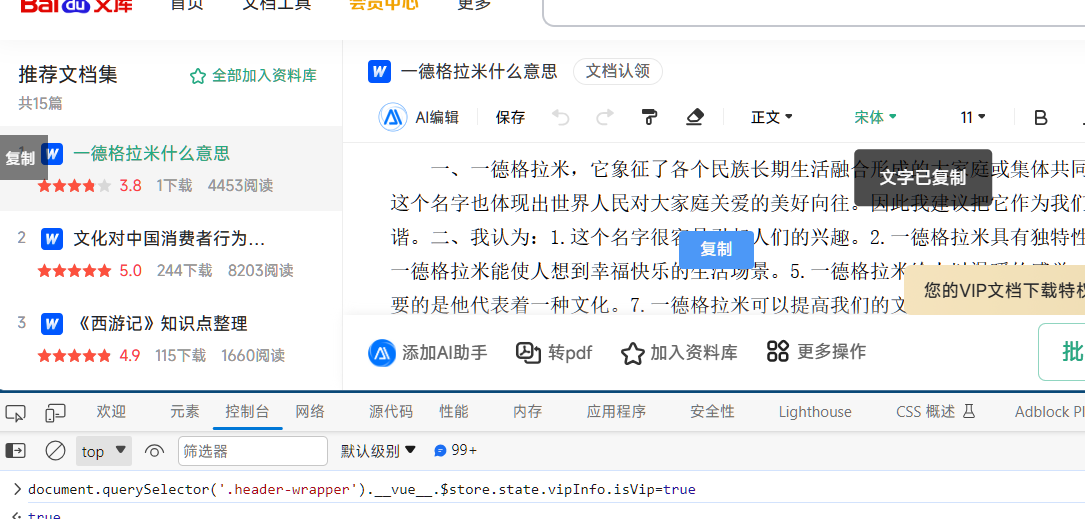 Bai du 文库 首页 文档工具 会员中心 更多
推荐文档集 全部加入资料库
共15篇
复制
一德格拉米什么意思
3.8 1下载 4453阅读
2 文化对中国消费者行为...
5.0 244下载 8203阅读
3 《西游记》知识点整理
4.9 115下载 1660阅读
W 一德格拉米什么意思 文档认领
AI编辑 保存 正文 宋体 11 B
一、一德格拉米，它象征了各个民族长期生活融合形成的大家庭或集体共同
文字已复制
这个名字也体现出世界人民对大家庭关爱的美好向往。因此我建议把它作为我们
谐。二、我认为：1.这个名字很容易引起人们的兴趣。2.一德格拉米具有独特性
复制
一德格拉米能使人想到幸福快乐的生活场景。5.一德格拉米
您的VIP文档下载特权
要的是他代表着一种文化。7.一德格拉米可以提高我们的文
添加AI助手 转pdf 加入资料库 更多操作 批
欢迎 元素 控制台 网络 源代码 性能 内存 应用程序 安全性 Lighthouse CSS 概述 Adblock Pl
top 筛选器 默认级别 99+
document.querySelector('.header-wrapper').__vue__.$store.state.vipInfo.isVip=true
true